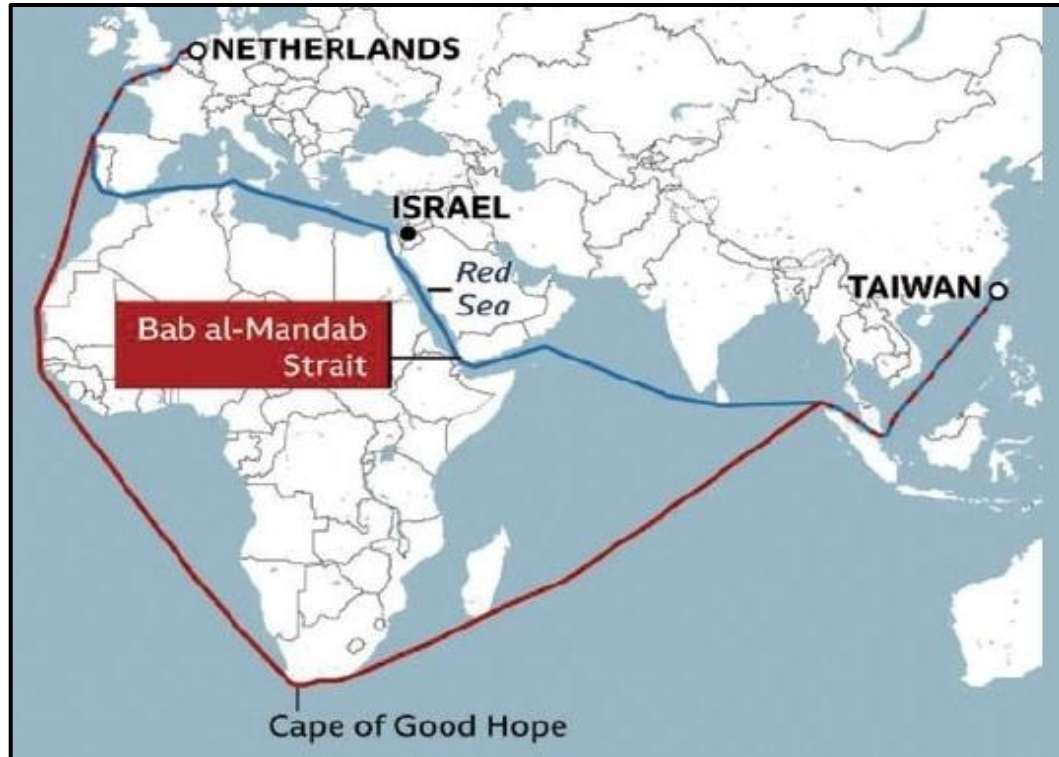 NETHERLANDS
ISRAEL
Red
Sea
TAIWAN
Bab al-Mandab
Strait
Cape of Good Hope